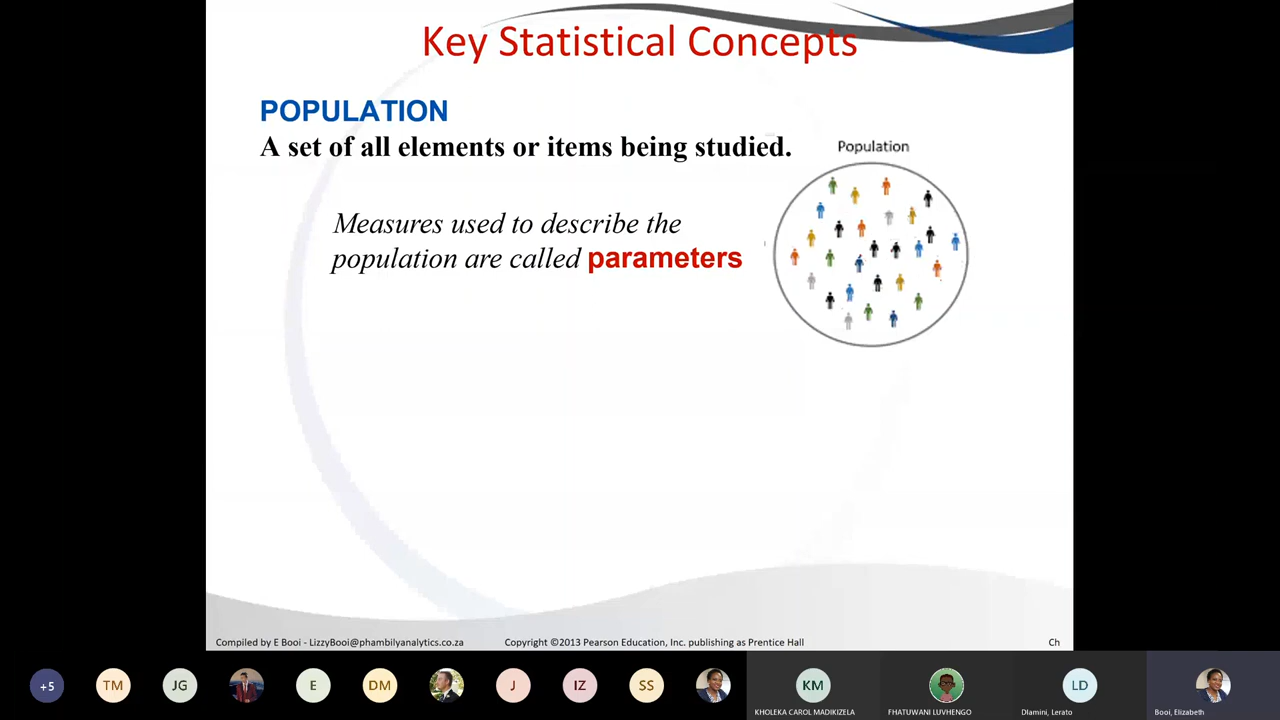 Key Statistical Concepts
POPULATION
A set of all elements or items being studied.
Population
Measures used to describe the
population are called parameters
Compiled by E Booi - LizzyBooi@phambilyanalytics.co.za
Copyright ©2013 Pearson Education, Inc. publishing as Prentice Hall
Ch
+5
TM
JG
E
DM
J
IZ
SS
KM
LD
KHOLEKA CAROL MADIKIZELA
FHATUWANI LUVHENGO
Dlamini, Lerato
Booi, Elizabeth